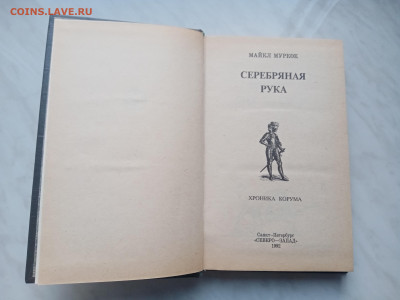 COINS.LAVE.RU
МАЙКЛ МУРКОК
СЕРЕБРЯНАЯ
РУКА
ХРОНИКА КОРУМА
Санкт-Петербург
«СЕВЕРО—ЗАПАД»
1992